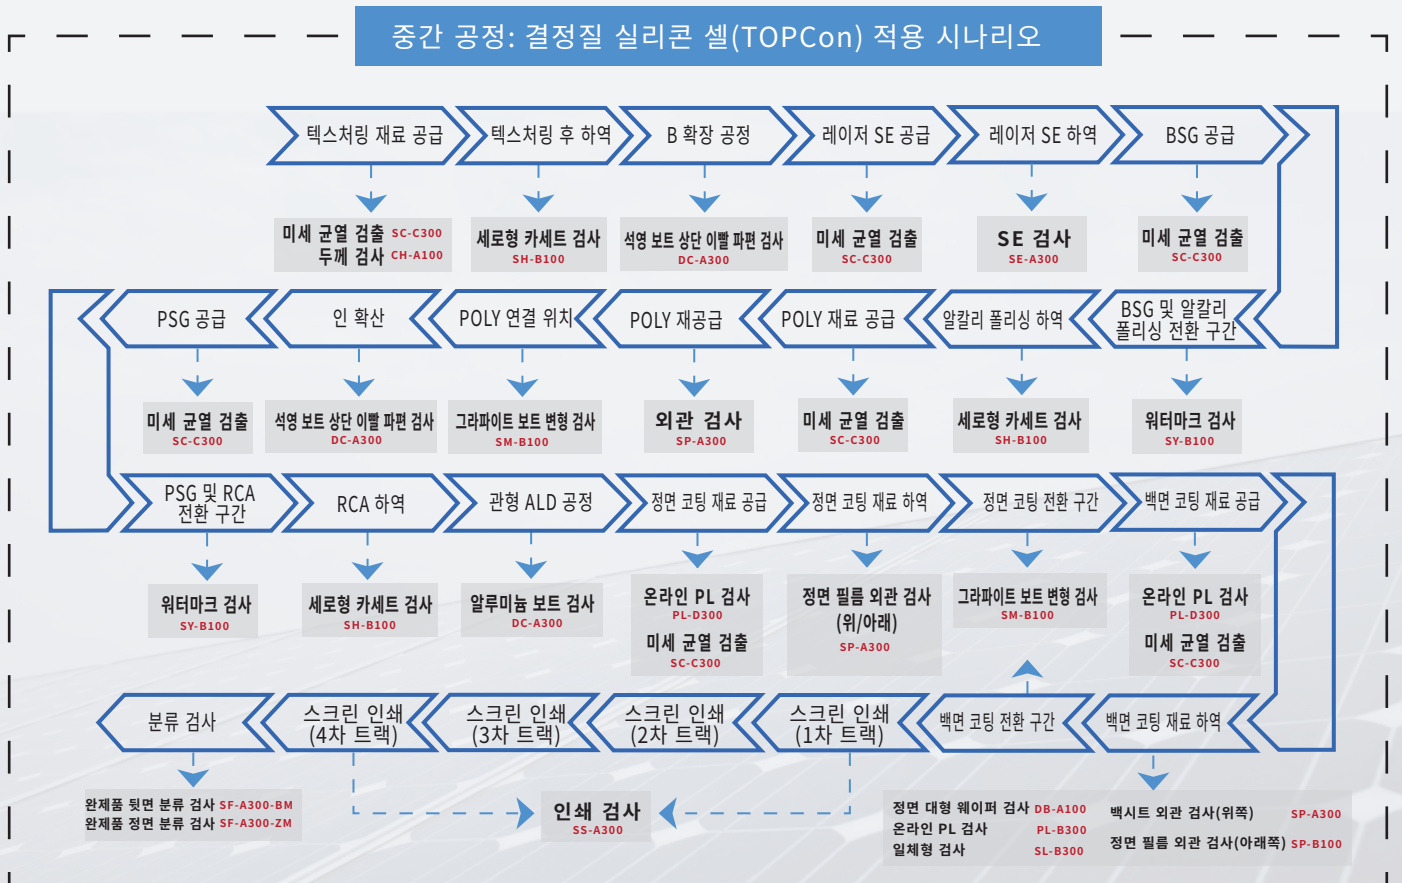 중간 공정: 결정질 실리콘 셀(TOPCon) 적용 시나리오
텍스처링 재료 공급
텍스처링 후 하역
B 확장 공정
레이저 SE 공급
레이저 SE 하역
BSG 공급
미세 균열 검출 SC-C300
두께 검사 CH-A100
세로형 카세트 검사
SH-B100
석영 보트 상단 이빨 파편 검사
DC-A300
미세 균열 검출
SC-C300
SE 검사
SE-A300
미세 균열 검출
SC-C300
PSG 공급
인 확산
POLY 연결 위치
POLY 재공급
POLY 재료 공급
알칼리 폴리싱 하역
BSG 및 알칼리
폴리싱 전환 구간
미세 균열 검출
SC-C300
석영 보트 상단 이빨 파편 검사
DC-A300
그라파이트 보트 변형 검사
SM-B100
외관 검사
SP-A300
미세 균열 검출
SC-C300
세로형 카세트 검사
SH-B100
워터마크 검사
SY-B100
PSG 및 RCA
전환 구간
RCA 하역
관형 ALD 공정
정면 코팅 재료 공급
정면 코팅 재료 하역
정면 코팅 전환 구간
백면 코팅 재료 공급
워터마크 검사
SY-B100
세로형 카세트 검사
SH-B100
알루미늄 보트 검사
DC-A300
온라인 PL 검사
PL-D300
미세 균열 검출
SC-C300
정면 필름 외관 검사
(위/아래)
SP-A300
그라파이트 보트 변형 검사
SM-B100
온라인 PL 검사
PL-D300
미세 균열 검출
SC-C300
분류 검사
스크린 인쇄
(4차 트랙)
스크린 인쇄
(3차 트랙)
스크린 인쇄
(2차 트랙)
스크린 인쇄
(1차 트랙)
백면 코팅 전환 구간
백면 코팅 재료 하역
완제품 뒷면 분류 검사 SF-A300-BM
완제품 정면 분류 검사 SF-A300-ZM
인쇄 검사
SS-A300
정면 대형 웨이퍼 검사 DB-A100
온라인 PL 검사 PL-B300
일체형 검사 SL-B300
백시트 외관 검사(위쪽) SP-A300
정면 필름 외관 검사(아래쪽) SP-B100